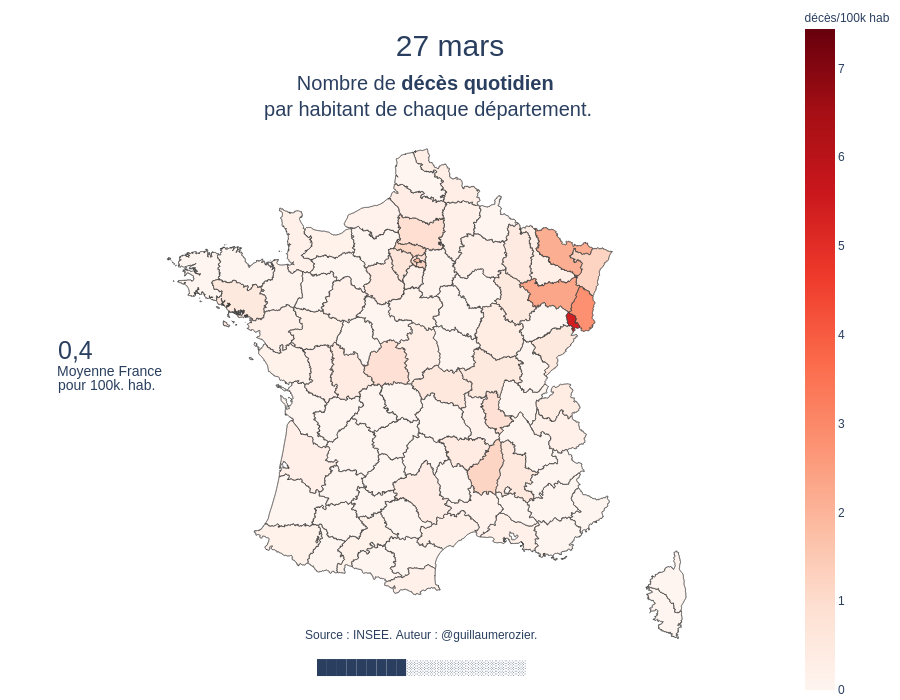 décès/100k hab
27 mars
Nombre de décès quotidien
par habitant de chaque département.
7
6
5
4
3
2
1
0
0,4
Moyenne France
pour 100k. hab.
Source : INSEE. Auteur : @guillaumerozier.